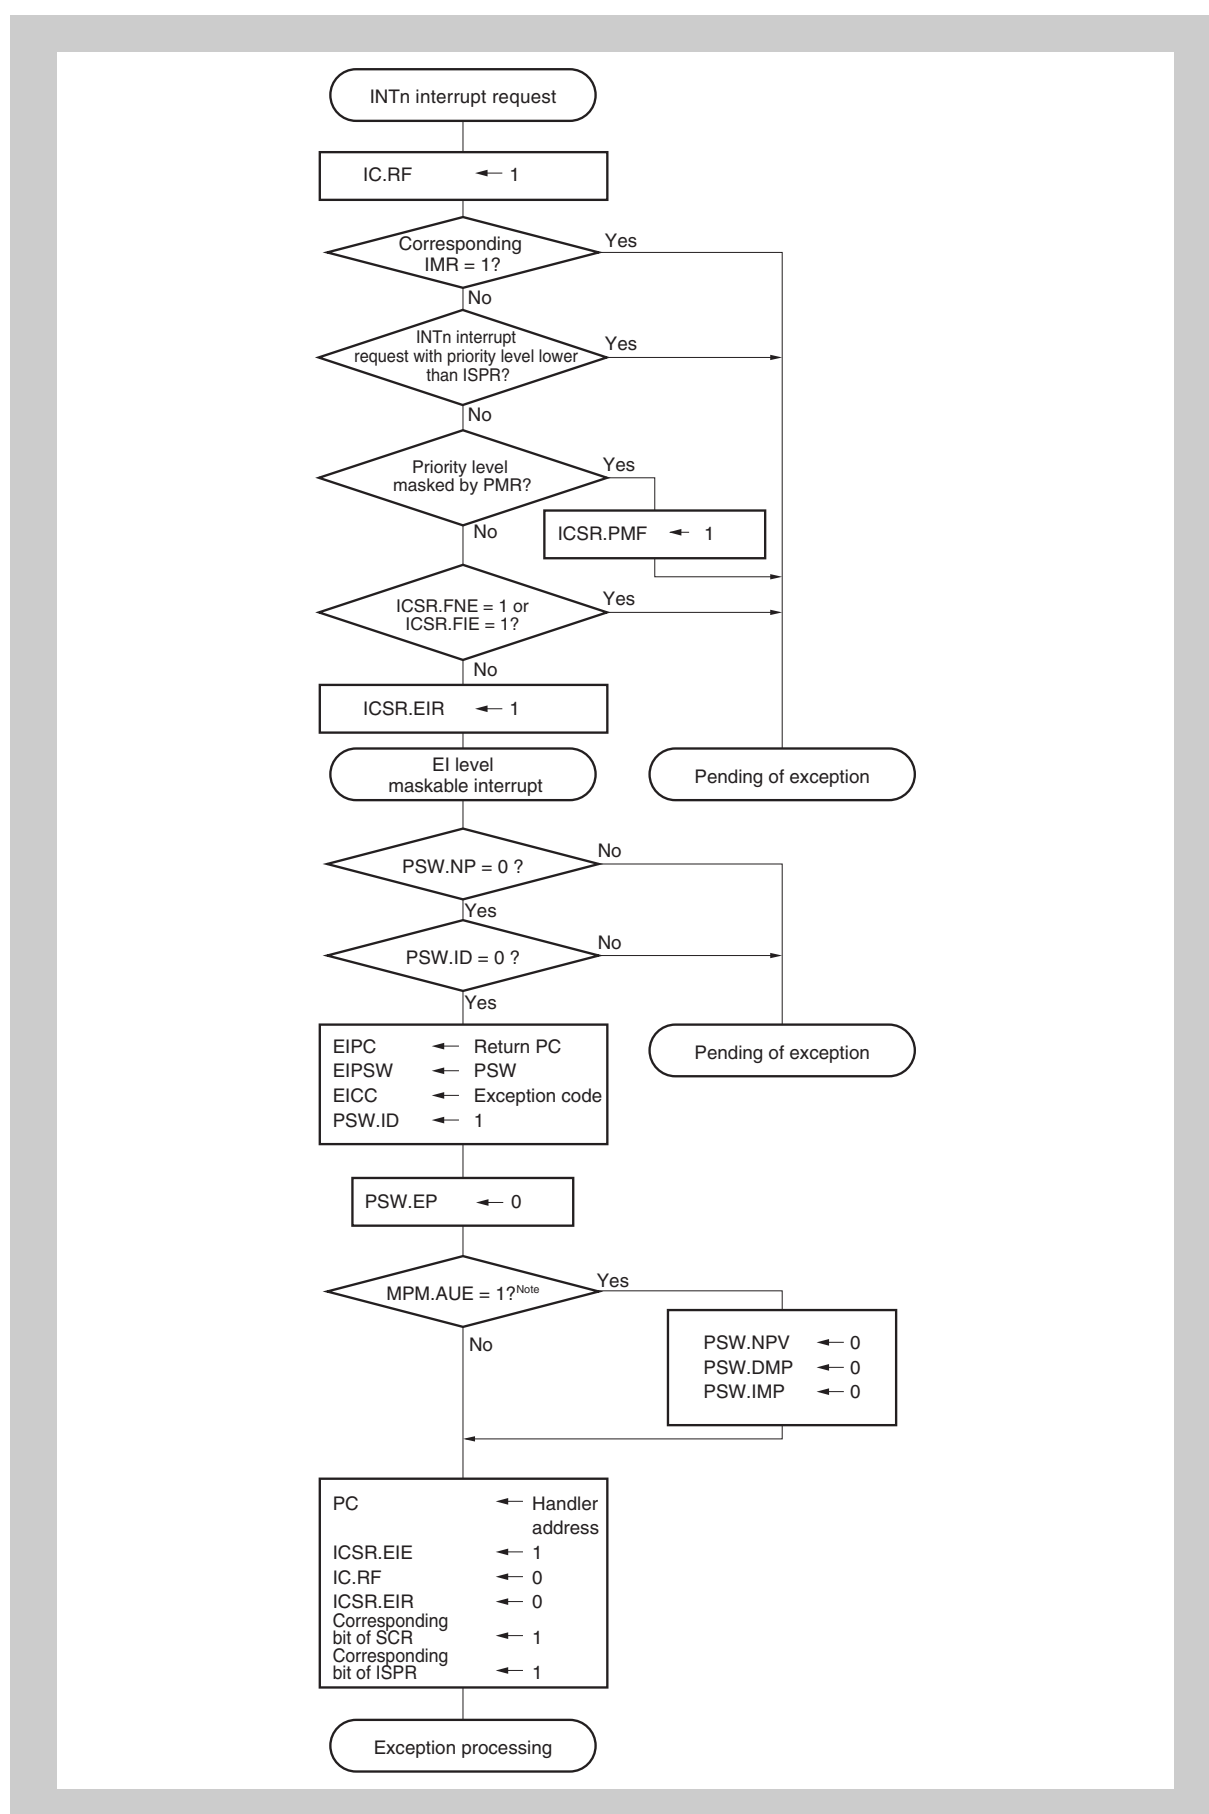 INTn interrupt request
IC.RF ← 1
Corresponding
IMR = 1?
Yes
No
INTn interrupt
request with priority level lower
than ISPR?
Yes
No
Priority level
masked by PMR?
Yes
No
ICSR.PMF ← 1
ICSR.FNE = 1 or
ICSR.FIE = 1?
Yes
No
ICSR.EIR ← 1
EI level
maskable interrupt
Pending of exception
PSW.NP = 0 ?
No
Yes
PSW.ID = 0 ?
No
Yes
EIPC ← Return PC
EIPSW ← PSW
EICC ← Exception code
PSW.ID ← 1
Pending of exception
PSW.EP ← 0
MPM.AUE = 1?Note
Yes
No
PSW.NPV ← 0
PSW.DMP ← 0
PSW.IMP ← 0
PC ← Handler
address
ICSR.EIE ← 1
IC.RF ← 0
ICSR.EIR ← 0
Corresponding
bit of SCR ← 1
Corresponding
bit of ISPR ← 1
Exception processing